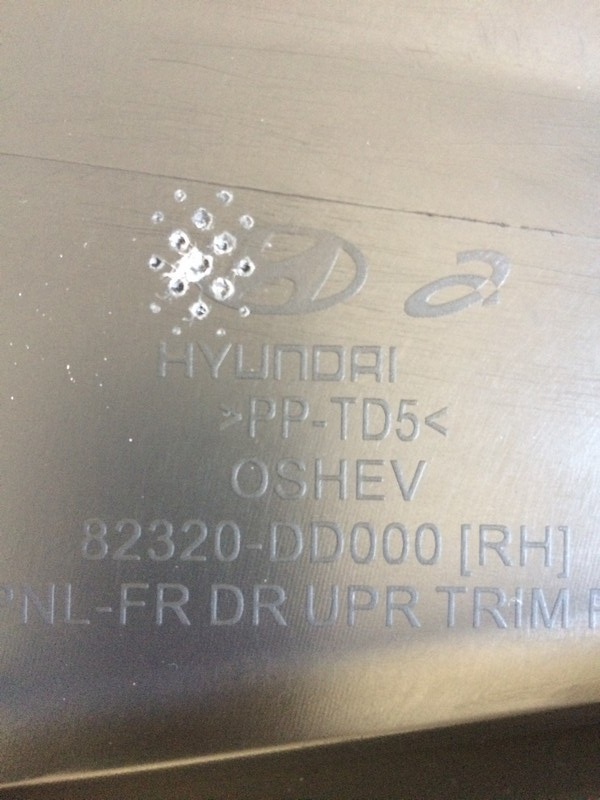 HYUNDAI
>PP-TD5<
OSHEV
82320-DD000 [RH]
PNL-FR DR UPR TRIM